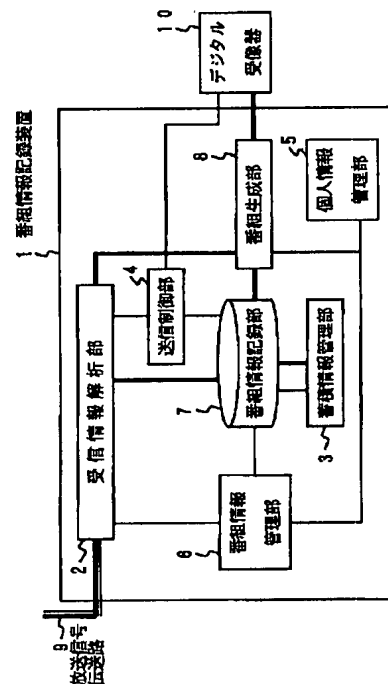 1 番組情報記録装置
9
放送信号
伝送路
2
受信情報解析部
4
送信制御部
10
デジタル
受像器
8
番組生成部
5
個人情報
管理部
7
番組情報記録部
6
番組情報
管理部
3
蓄積情報管理部